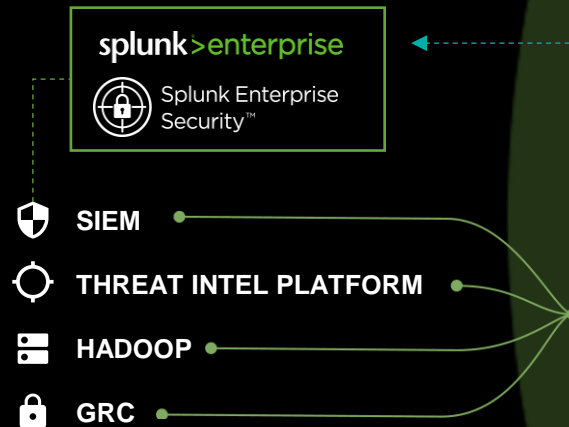 splunk>enterprise
Splunk Enterprise
Security™
SIEM
THREAT INTEL PLATFORM
HADOOP
GRC